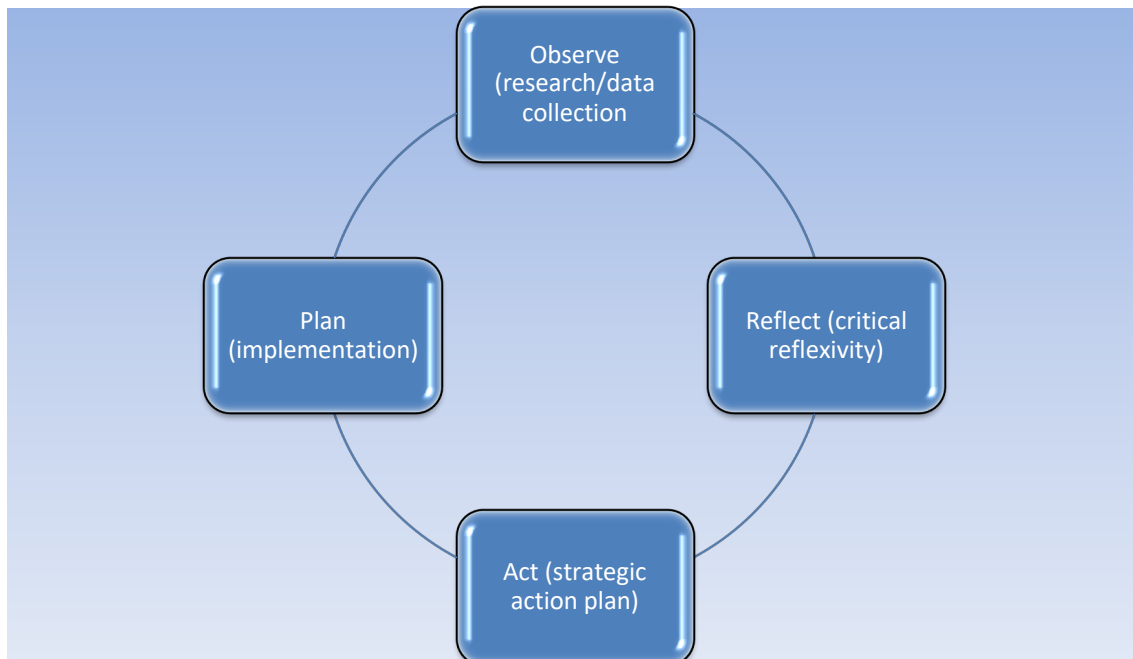 Observe
(research/data
collection
Plan
(implementation)
Reflect (critical
reflexivity)
Act (strategic
action plan)